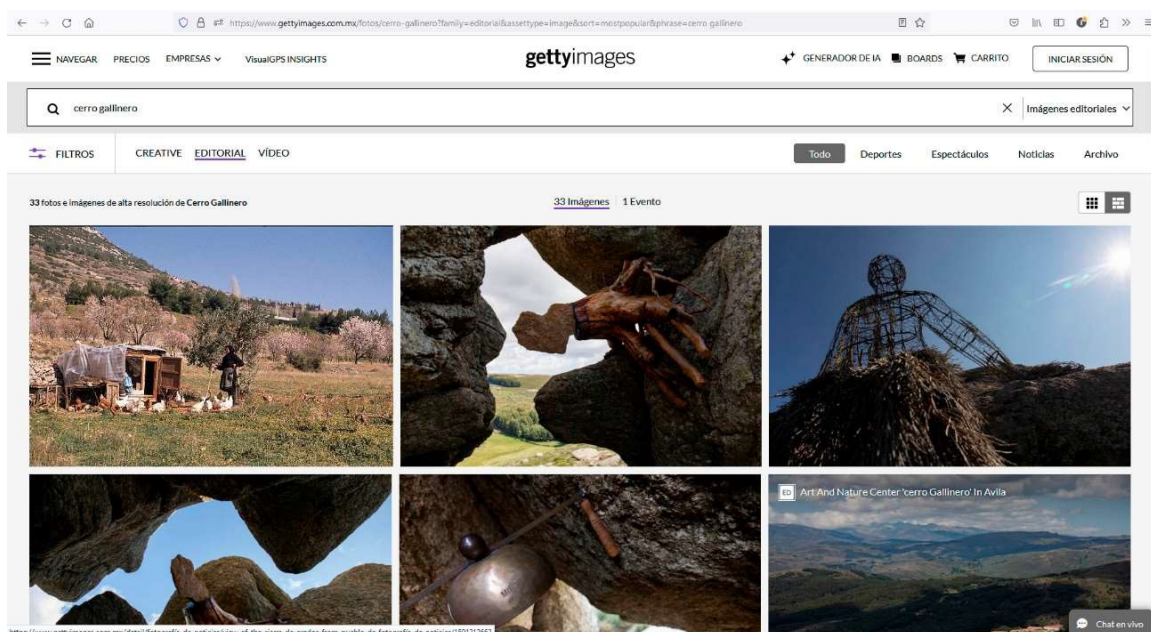 https://www.gettyimages.com.mx/fotos/cerro-gallinero?family=editorial&assettype=image&sort=mostpopular&phrase=cerro gallinero
NAVEGAR PRECIOS EMPRESAS VisualGPS INSIGHTS gettyimages GENERADOR DE IA BOARDS CARRITO INICIAR SESIÓN
cerro gallinero Imágenes editoriales
FILTROS CREATIVE EDITORIAL VÍDEO Todo Deportes Espectáculos Noticias Archivo
33 fotos e imágenes de alta resolución de Cerro Gallinero 33 Imágenes 1 Evento
ED Art And Nature Center 'cerro Gallinero' In Avila
Chat en vivo